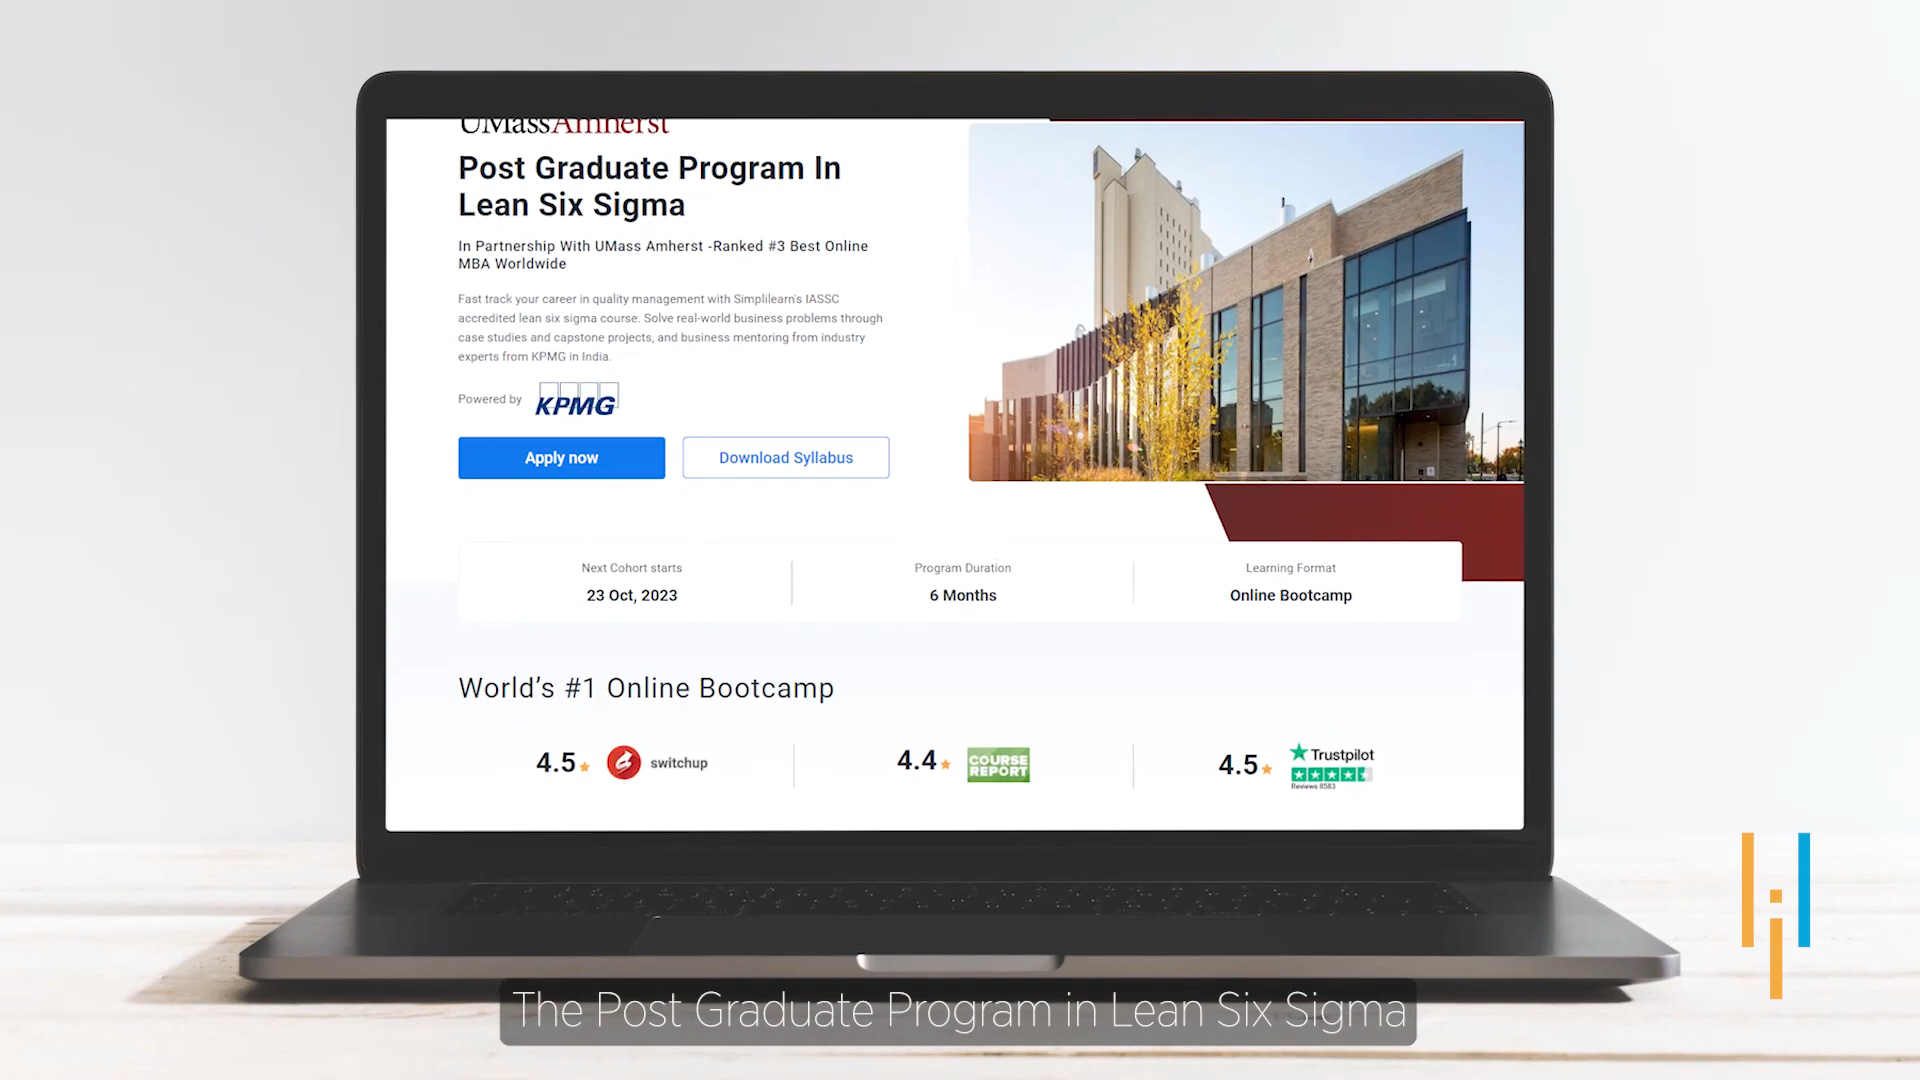 UMassAmherst
Post Graduate Program In
Lean Six Sigma
In Partnership With UMass Amherst -Ranked #3 Best Online
MBA Worldwide
Fast track your career in quality management with Simplilearn's IASSC
accredited lean six sigma course. Solve real-world business problems through
case studies and capstone projects, and business mentoring from industry
experts from KPMG in India.
Powered by KPMG
Apply now Download Syllabus
Next Cohort starts Program Duration Learning Format
23 Oct, 2023 6 Months Online Bootcamp
World's #1 Online Bootcamp
4.5 switchup 4.4 COURSE REPORT 4.5 Trustpilot
Reviews 8583
The Post Graduate Program in Lean Six Sigma